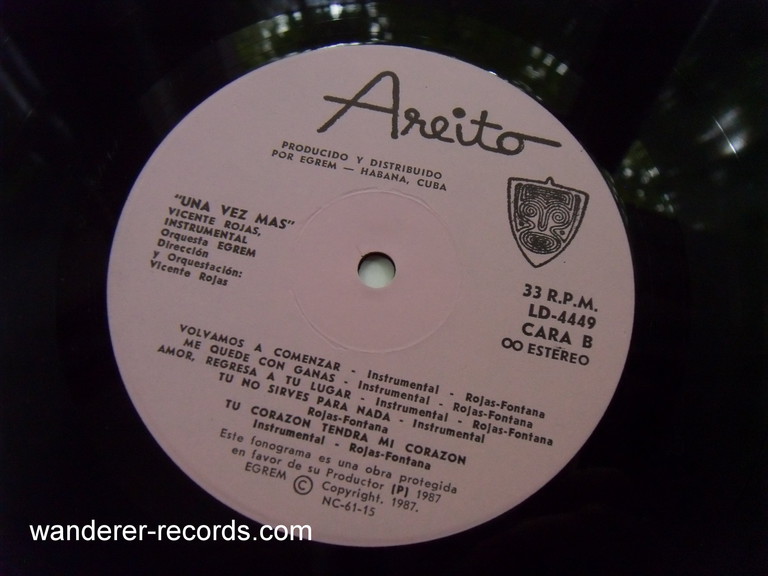 Areito
PRODUCIDO Y DISTRIBUIDO
POR EGREM — HABANA, CUBA
"UNA VEZ MAS"
VICENTE ROJAS,
INSTRUMENTAL
Orquesta EGREM
Dirección
y Orquestación:
Vicente Rojas
33 R.P.M.
LD-4449
CARA B
OO ESTÉREO
VOLVAMOS A COMENZAR - Instrumental - Rojas-Fontana
ME QUEDE CON GANAS - Instrumental - Rojas-Fontana
AMOR, REGRESA A TU LUGAR - Instrumental - Rojas-Fontana
TU NO SIRVES PARA NADA - Instrumental
Rojas-Fontana
TU CORAZON TENDRA MI CORAZON
Instrumental - Rojas-Fontana
Este fonograma es una obra protegida
en favor de su Productor (P) 1987
EGREM © Copyright. 1987.
NC-61-15
wanderer-records.com